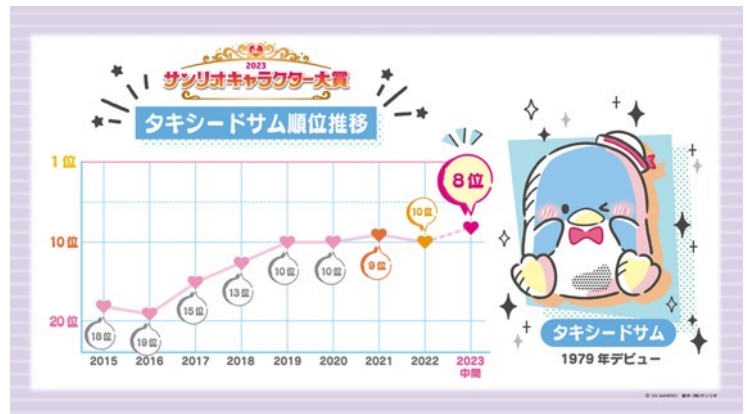 2023
サンリオキャラクター大賞
タキシードサム順位推移
1位
10位
20位
18位
19位
15位
13位
10位
10位
9位
10位
8位
2015
2016
2017
2018
2019
2020
2021
2022
2023
中間
タキシードサム
1979年デビュー